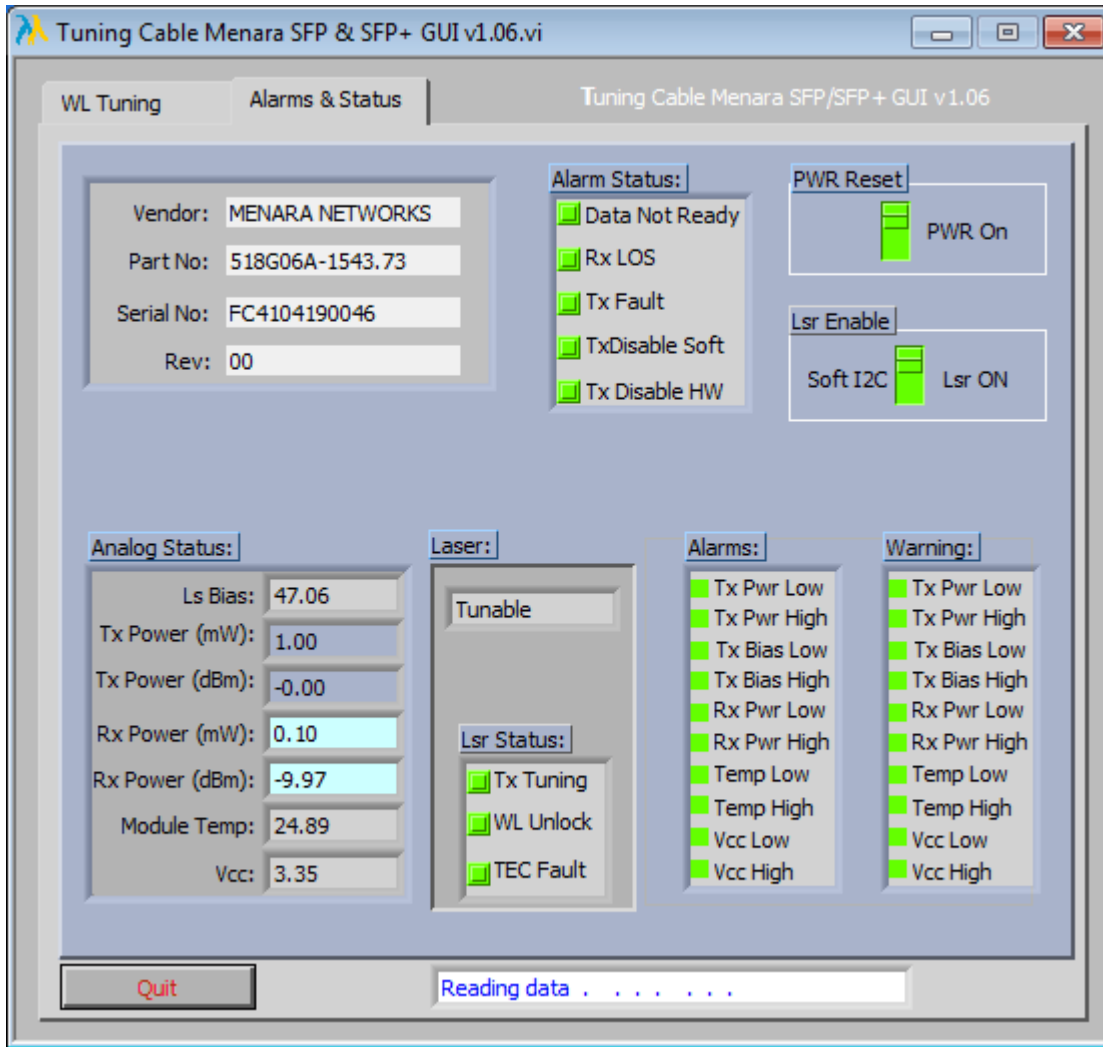 Tuning Cable Menara SFP & SFP+ GUI v1.06.vi
WL Tuning
Alarms & Status
Tuning Cable Menara SFP/SFP+ GUI v1.06
Vendor: MENARA NETWORKS
Part No: 518G06A-1543.73
Serial No: FC4104190046
Rev: 00
Alarm Status:
Data Not Ready
Rx LOS
Tx Fault
TxDisable Soft
Tx Disable HW
PWR Reset
PWR On
Lsr Enable
Soft I2C Lsr ON
Analog Status:
Ls Bias: 47.06
Tx Power (mW): 1.00
Tx Power (dBm): -0.00
Rx Power (mW): 0.10
Rx Power (dBm): -9.97
Module Temp: 24.89
Vcc: 3.35
Laser:
Tunable
Lsr Status:
Tx Tuning
WL Unlock
TEC Fault
Alarms:
Tx Pwr Low
Tx Pwr High
Tx Bias Low
Tx Bias High
Rx Pwr Low
Rx Pwr High
Temp Low
Temp High
Vcc Low
Vcc High
Warning:
Tx Pwr Low
Tx Pwr High
Tx Bias Low
Tx Bias High
Rx Pwr Low
Rx Pwr High
Temp Low
Temp High
Vcc Low
Vcc High
Quit
Reading data . . . . . . .